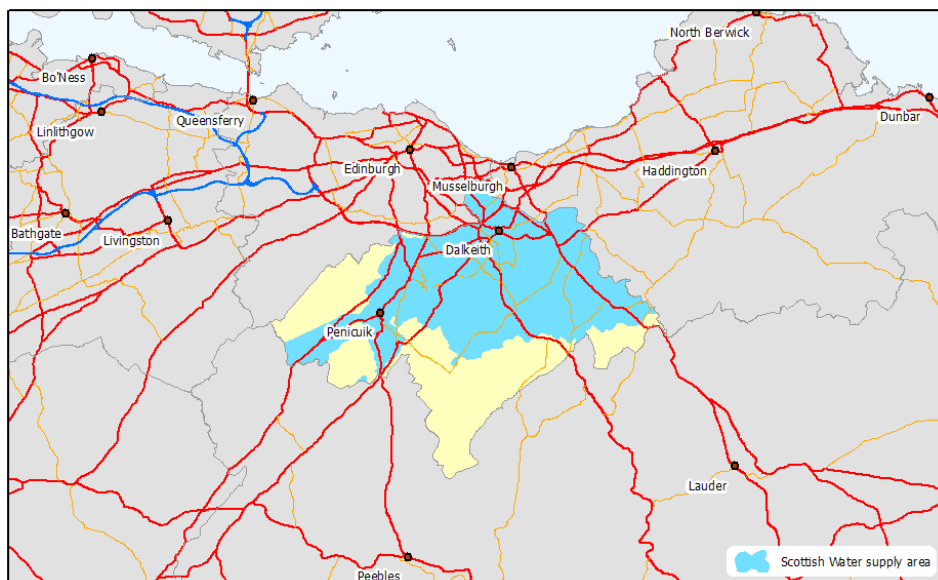 North Berwick
Bo'Ness
Dunbar
Queensferry
Linlithgow
Edinburgh
Haddington
Musselburgh
Bathgate
Livingston
Dalkeith
Penicuik
Lauder
Scottish Water supply area
Peebles